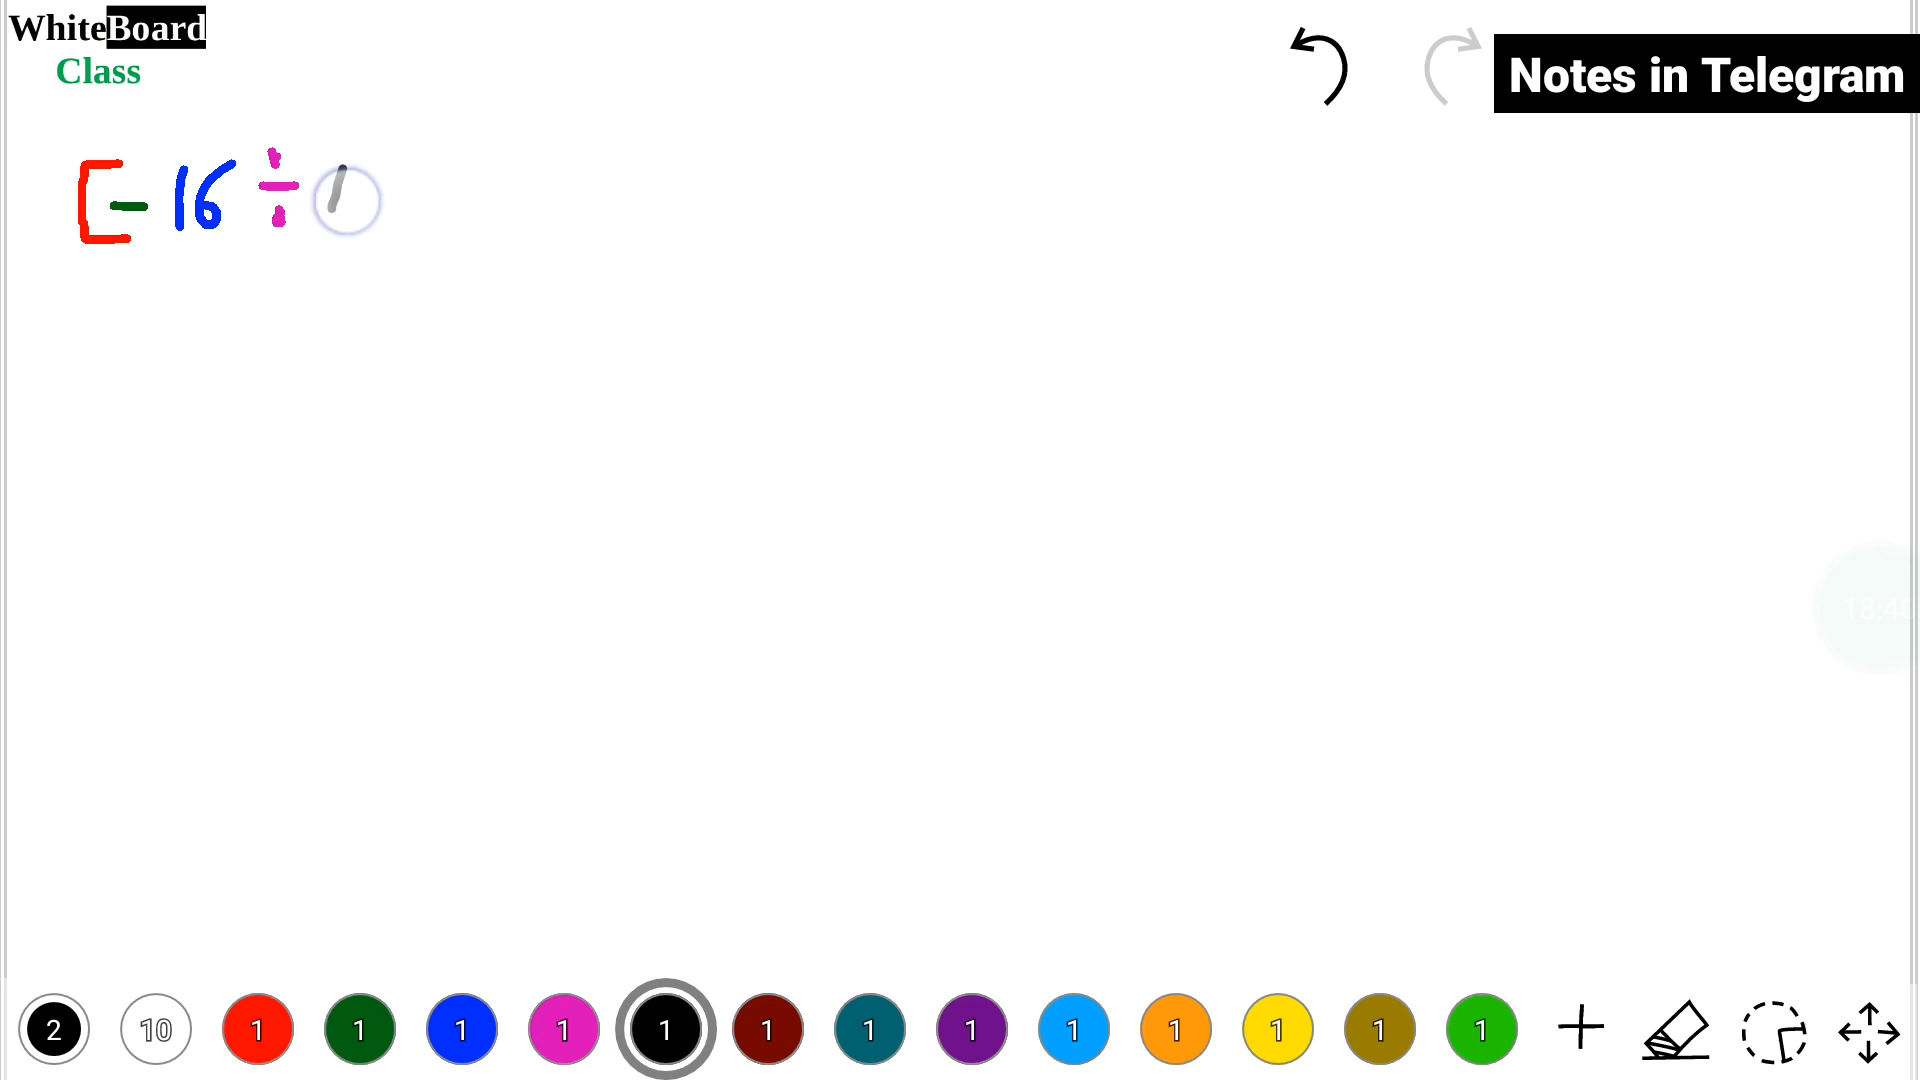 WhiteBoard
Class
Notes in Telegram
[- 16 ÷
2 10 1 1 1 1 1 1 1 1 1 1 1 1 1